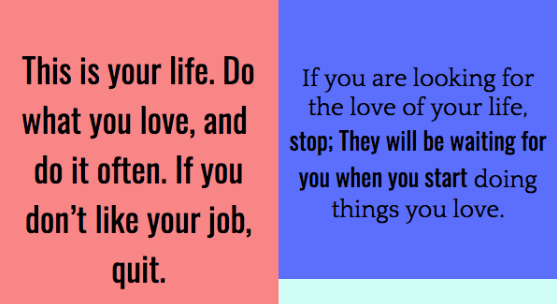 This is your life. Do
what you love, and
do it often. If you
don’t like your job,
quit.
If you are looking for
the love of your life,
stop; They will be waiting for
you when you start doing
things you love.